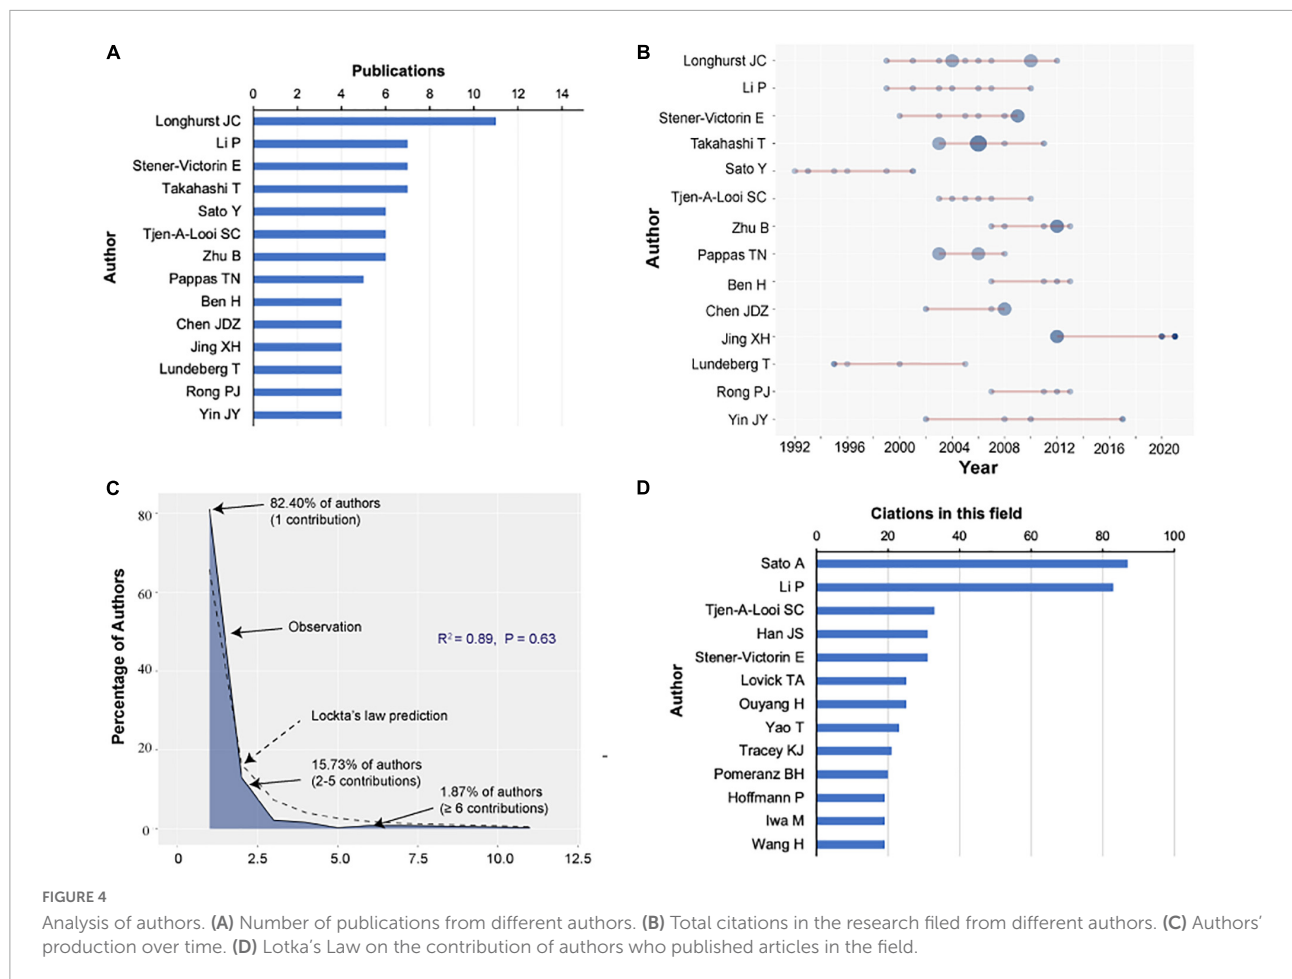 A
Publications
0 2 4 6 8 10 12 14
Author
Longhurst JC
Li P
Stener-Victorin E
Takahashi T
Sato Y
Tjen-A-Looi SC
Zhu B
Pappas TN
Ben H
Chen JDZ
Jing XH
Lundeberg T
Rong PJ
Yin JY
B
Author
Longhurst JC
Li P
Stener-Victorin E
Takahashi T
Sato Y
Tjen-A-Looi SC
Zhu B
Pappas TN
Ben H
Chen JDZ
Jing XH
Lundeberg T
Rong PJ
Yin JY
1992 1996 2000 2004 2008 2012 2016 2020
Year
C
Percentage of Authors
80
60
40
20
0
82.40% of authors
(1 contribution)
Observation
R² = 0.89, P = 0.63
Lockta's law prediction
15.73% of authors
(2-5 contributions)
1.87% of authors
(≥ 6 contributions)
0 2.5 5.0 10.0 12.5
D
Ciations in this field
0 20 40 60 80 100
Author
Sato A
Li P
Tjen-A-Looi SC
Han JS
Stener-Victorin E
Lovick TA
Ouyang H
Yao T
Tracey KJ
Pomeranz BH
Hoffmann P
Iwa M
Wang H
FIGURE 4
Analysis of authors. (A) Number of publications from different authors. (B) Total citations in the research filed from different authors. (C) Authors'
production over time. (D) Lotka's Law on the contribution of authors who published articles in the field.